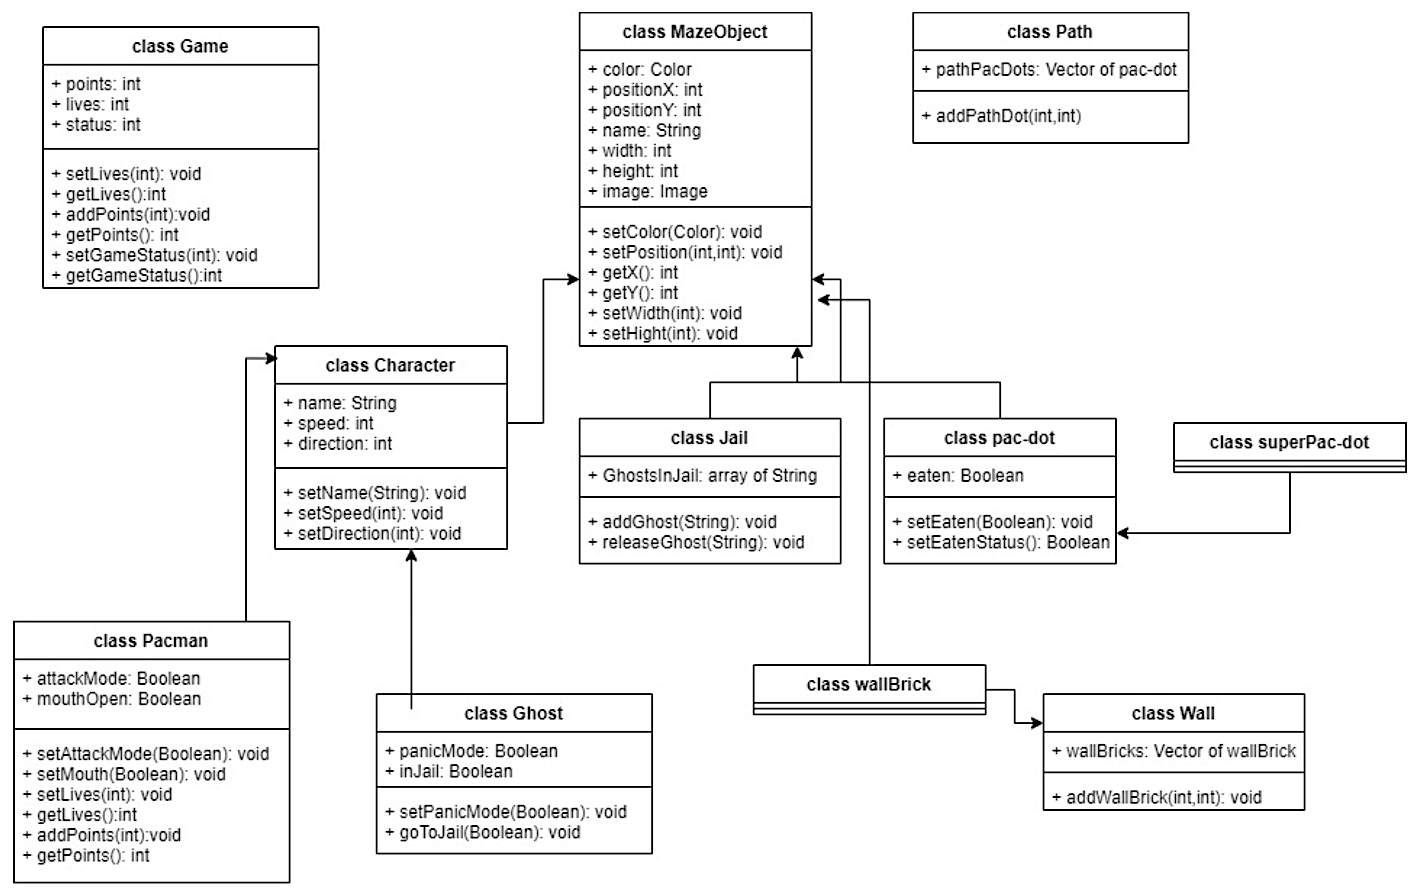 class Game
+ points: int
+ lives: int
+ status: int
+ setLives(int): void
+ getLives():int
+ addPoints(int):void
+ getPoints(): int
+ setGameStatus(int): void
+ getGameStatus():int
class MazeObject
+ color: Color
+ positionX: int
+ positionY: int
+ name: String
+ width: int
+ height: int
+ image: Image
+ setColor(Color): void
+ setPosition(int,int): void
+ getX(): int
+ getY(): int
+ setWidth(int): void
+ setHight(int): void
class Path
+ pathPacDots: Vector of pac-dot
+ addPathDot(int,int)
class Character
+ name: String
+ speed: int
+ direction: int
+ setName(String): void
+ setSpeed(int): void
+ setDirection(int): void
class Jail
+ GhostsInJail: array of String
+ addGhost(String): void
+ releaseGhost(String): void
class pac-dot
+ eaten: Boolean
+ setEaten(Boolean): void
+ setEatenStatus(): Boolean
class superPac-dot
class Pacman
+ attackMode: Boolean
+ mouthOpen: Boolean
+ setAttackMode(Boolean): void
+ setMouth(Boolean): void
+ setLives(int): void
+ getLives():int
+ addPoints(int):void
+ getPoints(): int
class Ghost
+ panicMode: Boolean
+ inJail: Boolean
+ setPanicMode(Boolean): void
+ goToJail(Boolean): void
class wallBrick
class Wall
+ wallBricks: Vector of wallBrick
+ addWallBrick(int,int): void